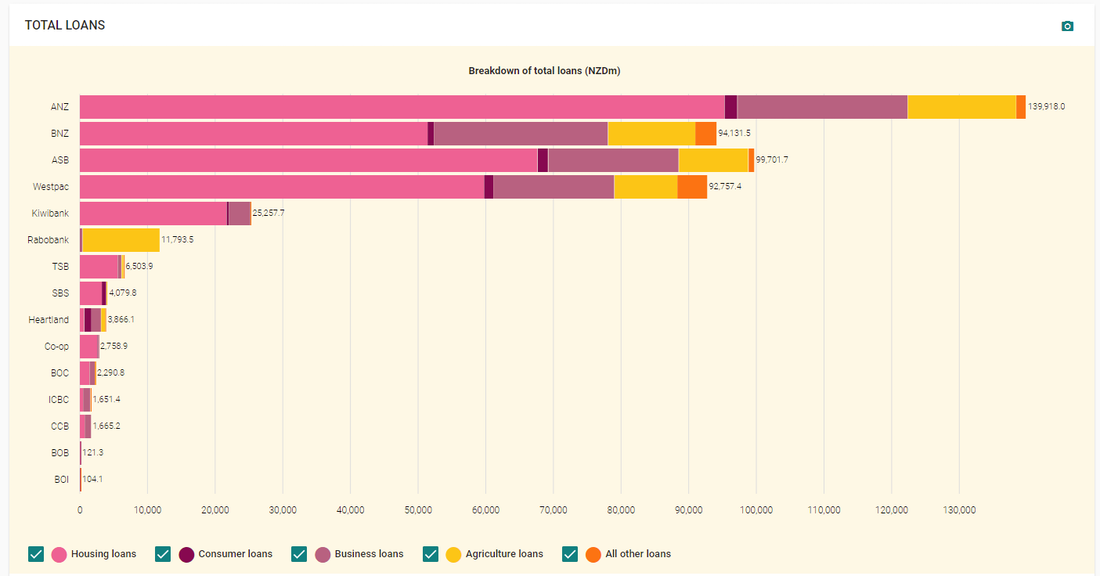 TOTAL LOANS
Breakdown of total loans (NZDm)
ANZ 139,918.0
BNZ 94,131.5
ASB 99,701.7
Westpac 92,757.4
Kiwibank 25,257.7
Rabobank 11,793.5
TSB 6,503.9
SBS 4,079.8
Heartland 3,866.1
Co-op 2,758.9
BOC 2,290.8
ICBC 1,651.4
CCB 1,665.2
BOB 121.3
BOI 104.1
0 10,000 20,000 30,000 40,000 50,000 60,000 70,000 80,000 90,000 100,000 110,000 120,000 130,000
Housing loans Consumer loans Business loans Agriculture loans All other loans